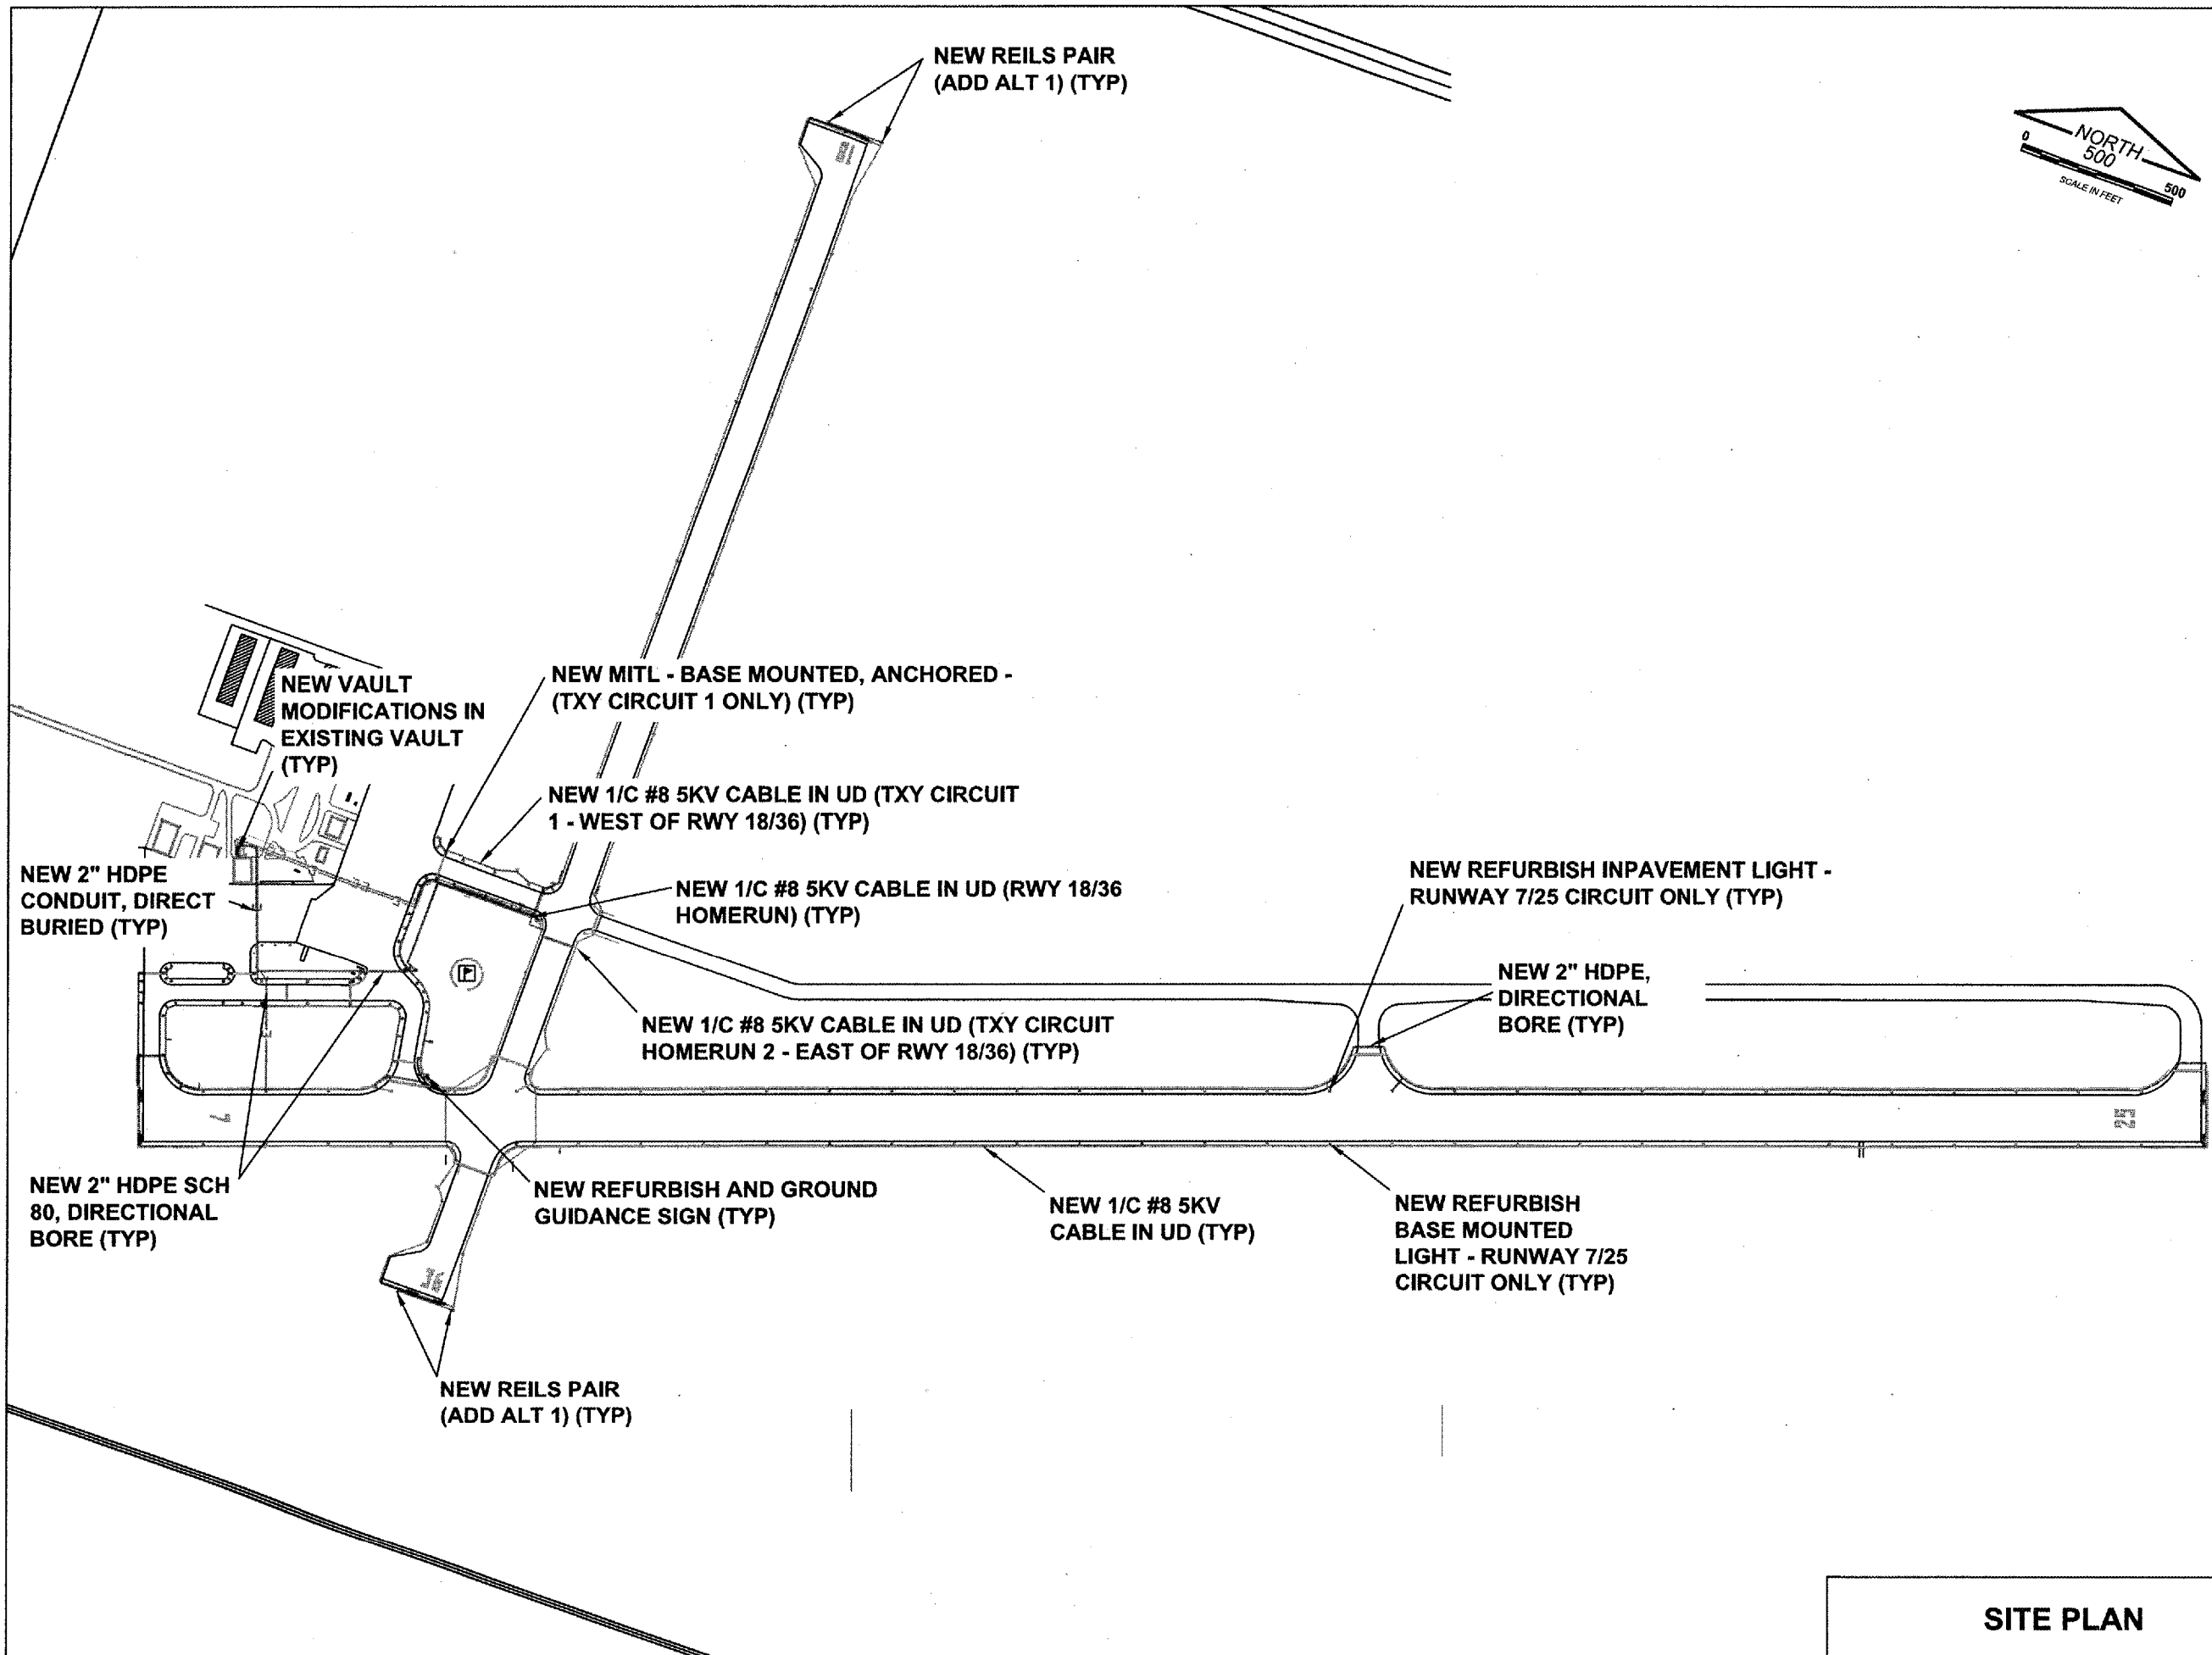 NEW REILS PAIR
(ADD ALT 1) (TYP)
NORTH
0
500
500
SCALE IN FEET
18
NEW MITL - BASE MOUNTED, ANCHORED -
(TXY CIRCUIT 1 ONLY) (TYP)
NEW VAULT
MODIFICATIONS IN
EXISTING VAULT
(TYP)
NEW 1/C #8 5KV CABLE IN UD (TXY CIRCUIT
1 - WEST OF RWY 18/36) (TYP)
NEW 2" HDPE
CONDUIT, DIRECT
BURIED (TYP)
NEW 1/C #8 5KV CABLE IN UD (RWY 18/36
HOMERUN) (TYP)
NEW REFURBISH INPAVEMENT LIGHT -
RUNWAY 7/25 CIRCUIT ONLY (TYP)
NEW 2" HDPE,
DIRECTIONAL
BORE (TYP)
NEW 1/C #8 5KV CABLE IN UD (TXY CIRCUIT
HOMERUN 2 - EAST OF RWY 18/36) (TYP)
7
25
NEW 2" HDPE SCH
80, DIRECTIONAL
BORE (TYP)
NEW REFURBISH AND GROUND
GUIDANCE SIGN (TYP)
NEW 1/C #8 5KV
CABLE IN UD (TYP)
NEW REFURBISH
BASE MOUNTED
LIGHT - RUNWAY 7/25
CIRCUIT ONLY (TYP)
36
NEW REILS PAIR
(ADD ALT 1) (TYP)
SITE PLAN